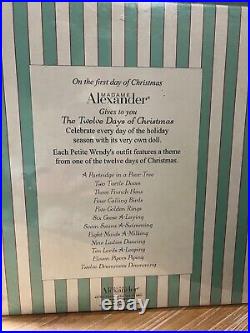 On the first day of Christmas
MADAME
Alexander®
Gives to you
The Twelve Days of Christmas
Celebrate every day of the holiday
season with its very own doll.
Each Petite Wendy's outfit features a theme
from one of the twelve days of Christmas.
A Partridge in a Pear Tree
Two Turtle Doves
Three French Hens
Four Calling Birds
Five Golden Rings
Six Geese A-Laying
Seven Swans A-Swimming
Eight Maids A-Milking
Nine Ladies Dancing
Ten Lords A-Leaping
Eleven Pipers Piping
Twelve Drummers Drumming
Alexander